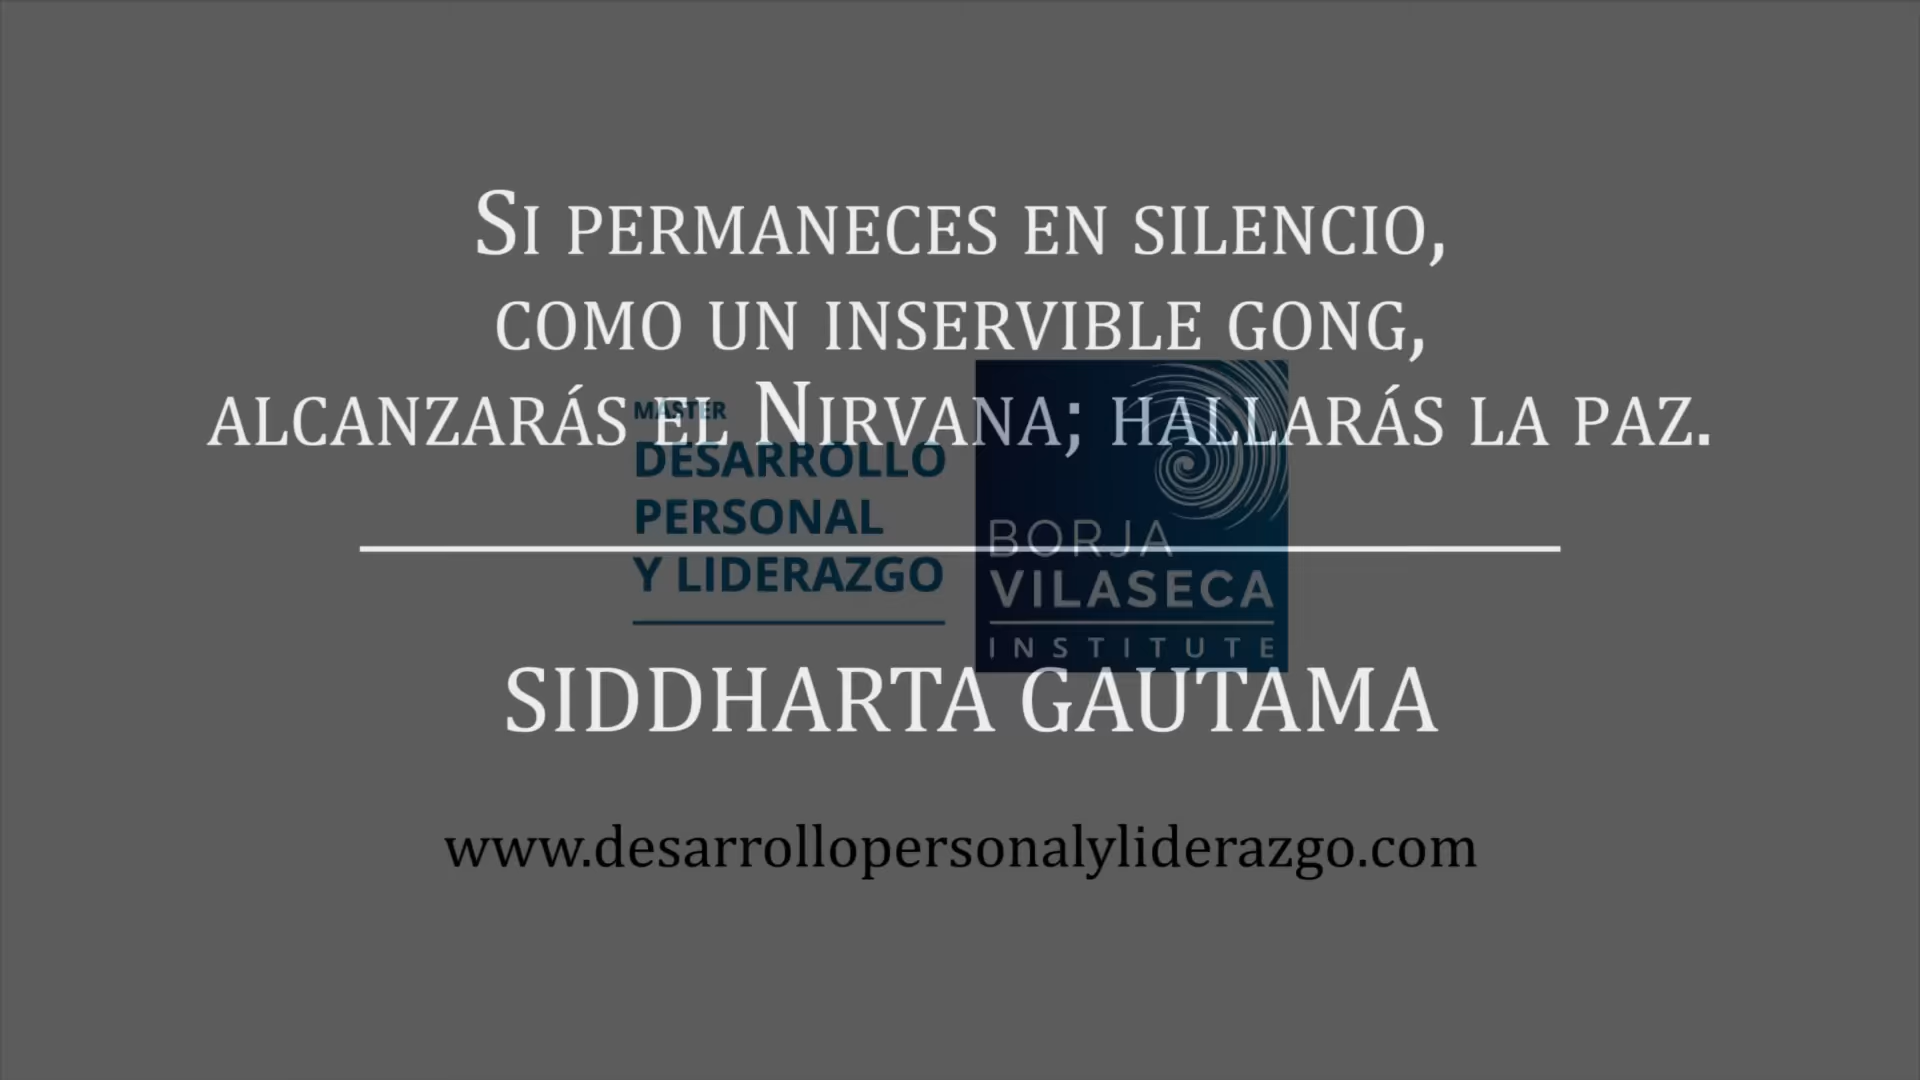 Si permaneces en silencio,
como un inservible gong,
alcanzarás el Nirvana; hallarás la paz.
MÁSTER
DESARROLLO
PERSONAL
Y LIDERAZGO
BORJA
VILASECA
INSTITUTE
SIDDHARTA GAUTAMA
www.desarrollopersonalyliderazgo.com